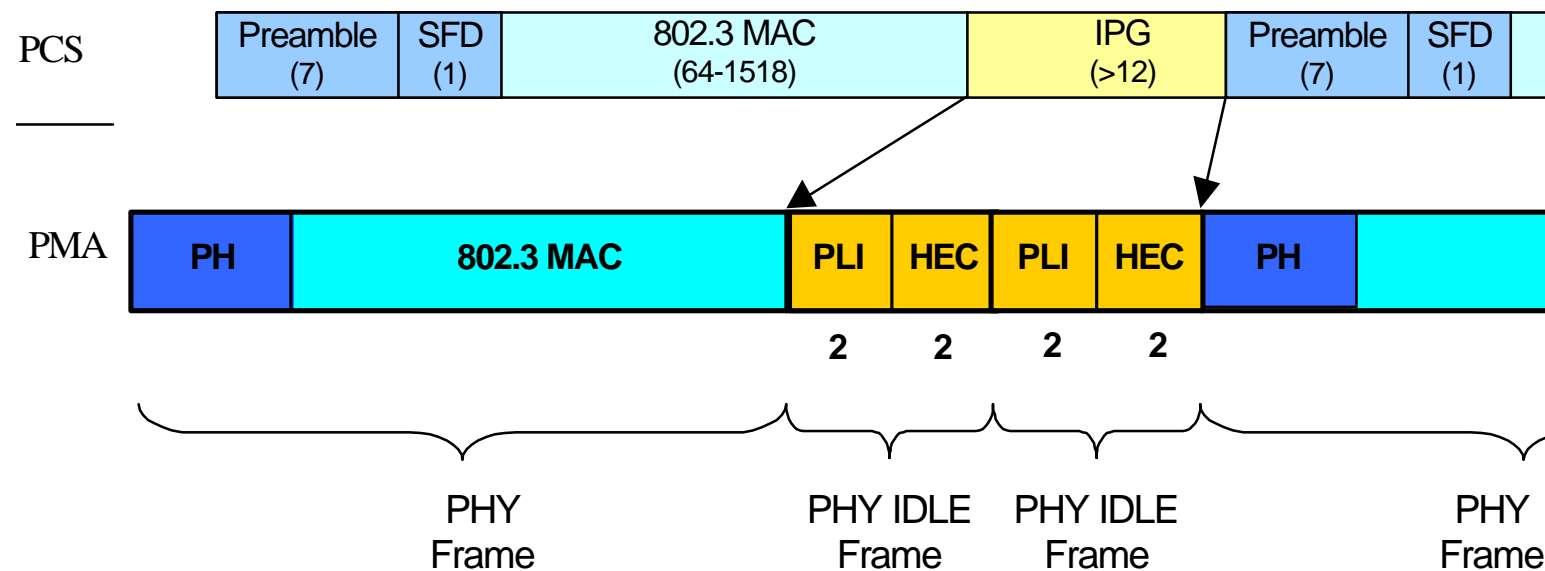 PCS
Preamble SFD 802.3 MAC IPG Preamble SFD
(7) (1) (64-1518) (>12) (7) (1)
PMA
PH 802.3 MAC PLI HEC PLI HEC PH
2 2 2 2
PHY PHY IDLE PHY IDLE PHY
Frame Frame Frame Frame